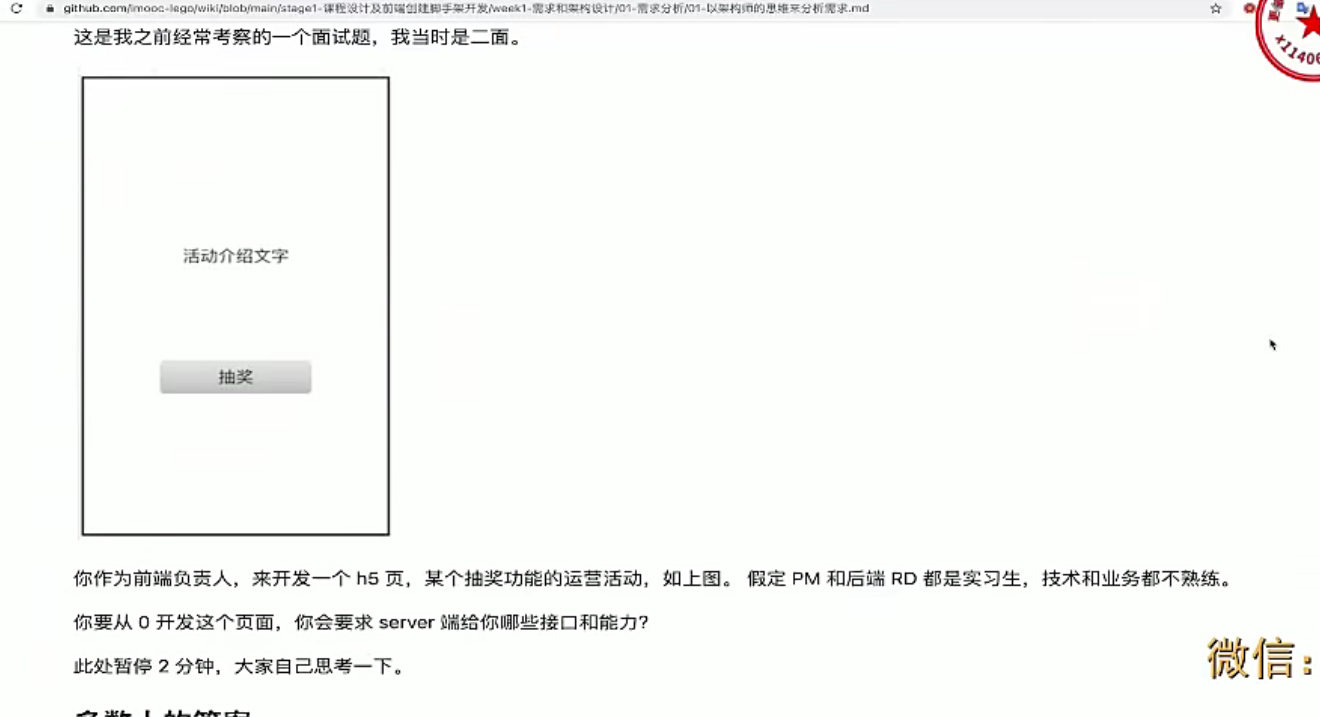 github.com/imooc-lego/wiki/blob/main/stage1-课程设计及前端创建脚手架开发/week1-需求和架构设计/01-需求分析/01-以架构师的思维来分析需求.md
这是我之前经常考察的一个面试题，我当时是二面。
活动介绍文字
抽奖
你作为前端负责人，来开发一个 h5 页，某个抽奖功能的运营活动，如上图。 假定 PM 和后端 RD 都是实习生，技术和业务都不熟练。
你要从 0 开发这个页面，你会要求 server 端给你哪些接口和能力？
此处暂停 2 分钟，大家自己思考一下。
微信：